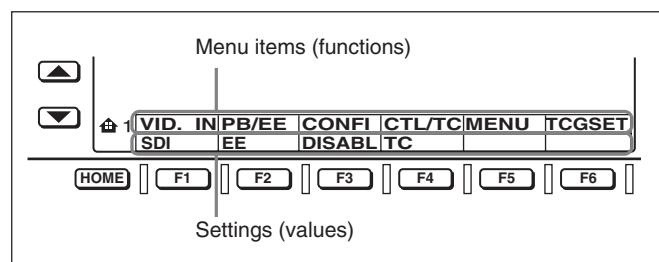 Menu items (functions)
1 VID. IN PB/EE CONFI CTL/TC MENU TCGSET
SDI EE DISABL TC
HOME F1 F2 F3 F4 F5 F6
Settings (values)